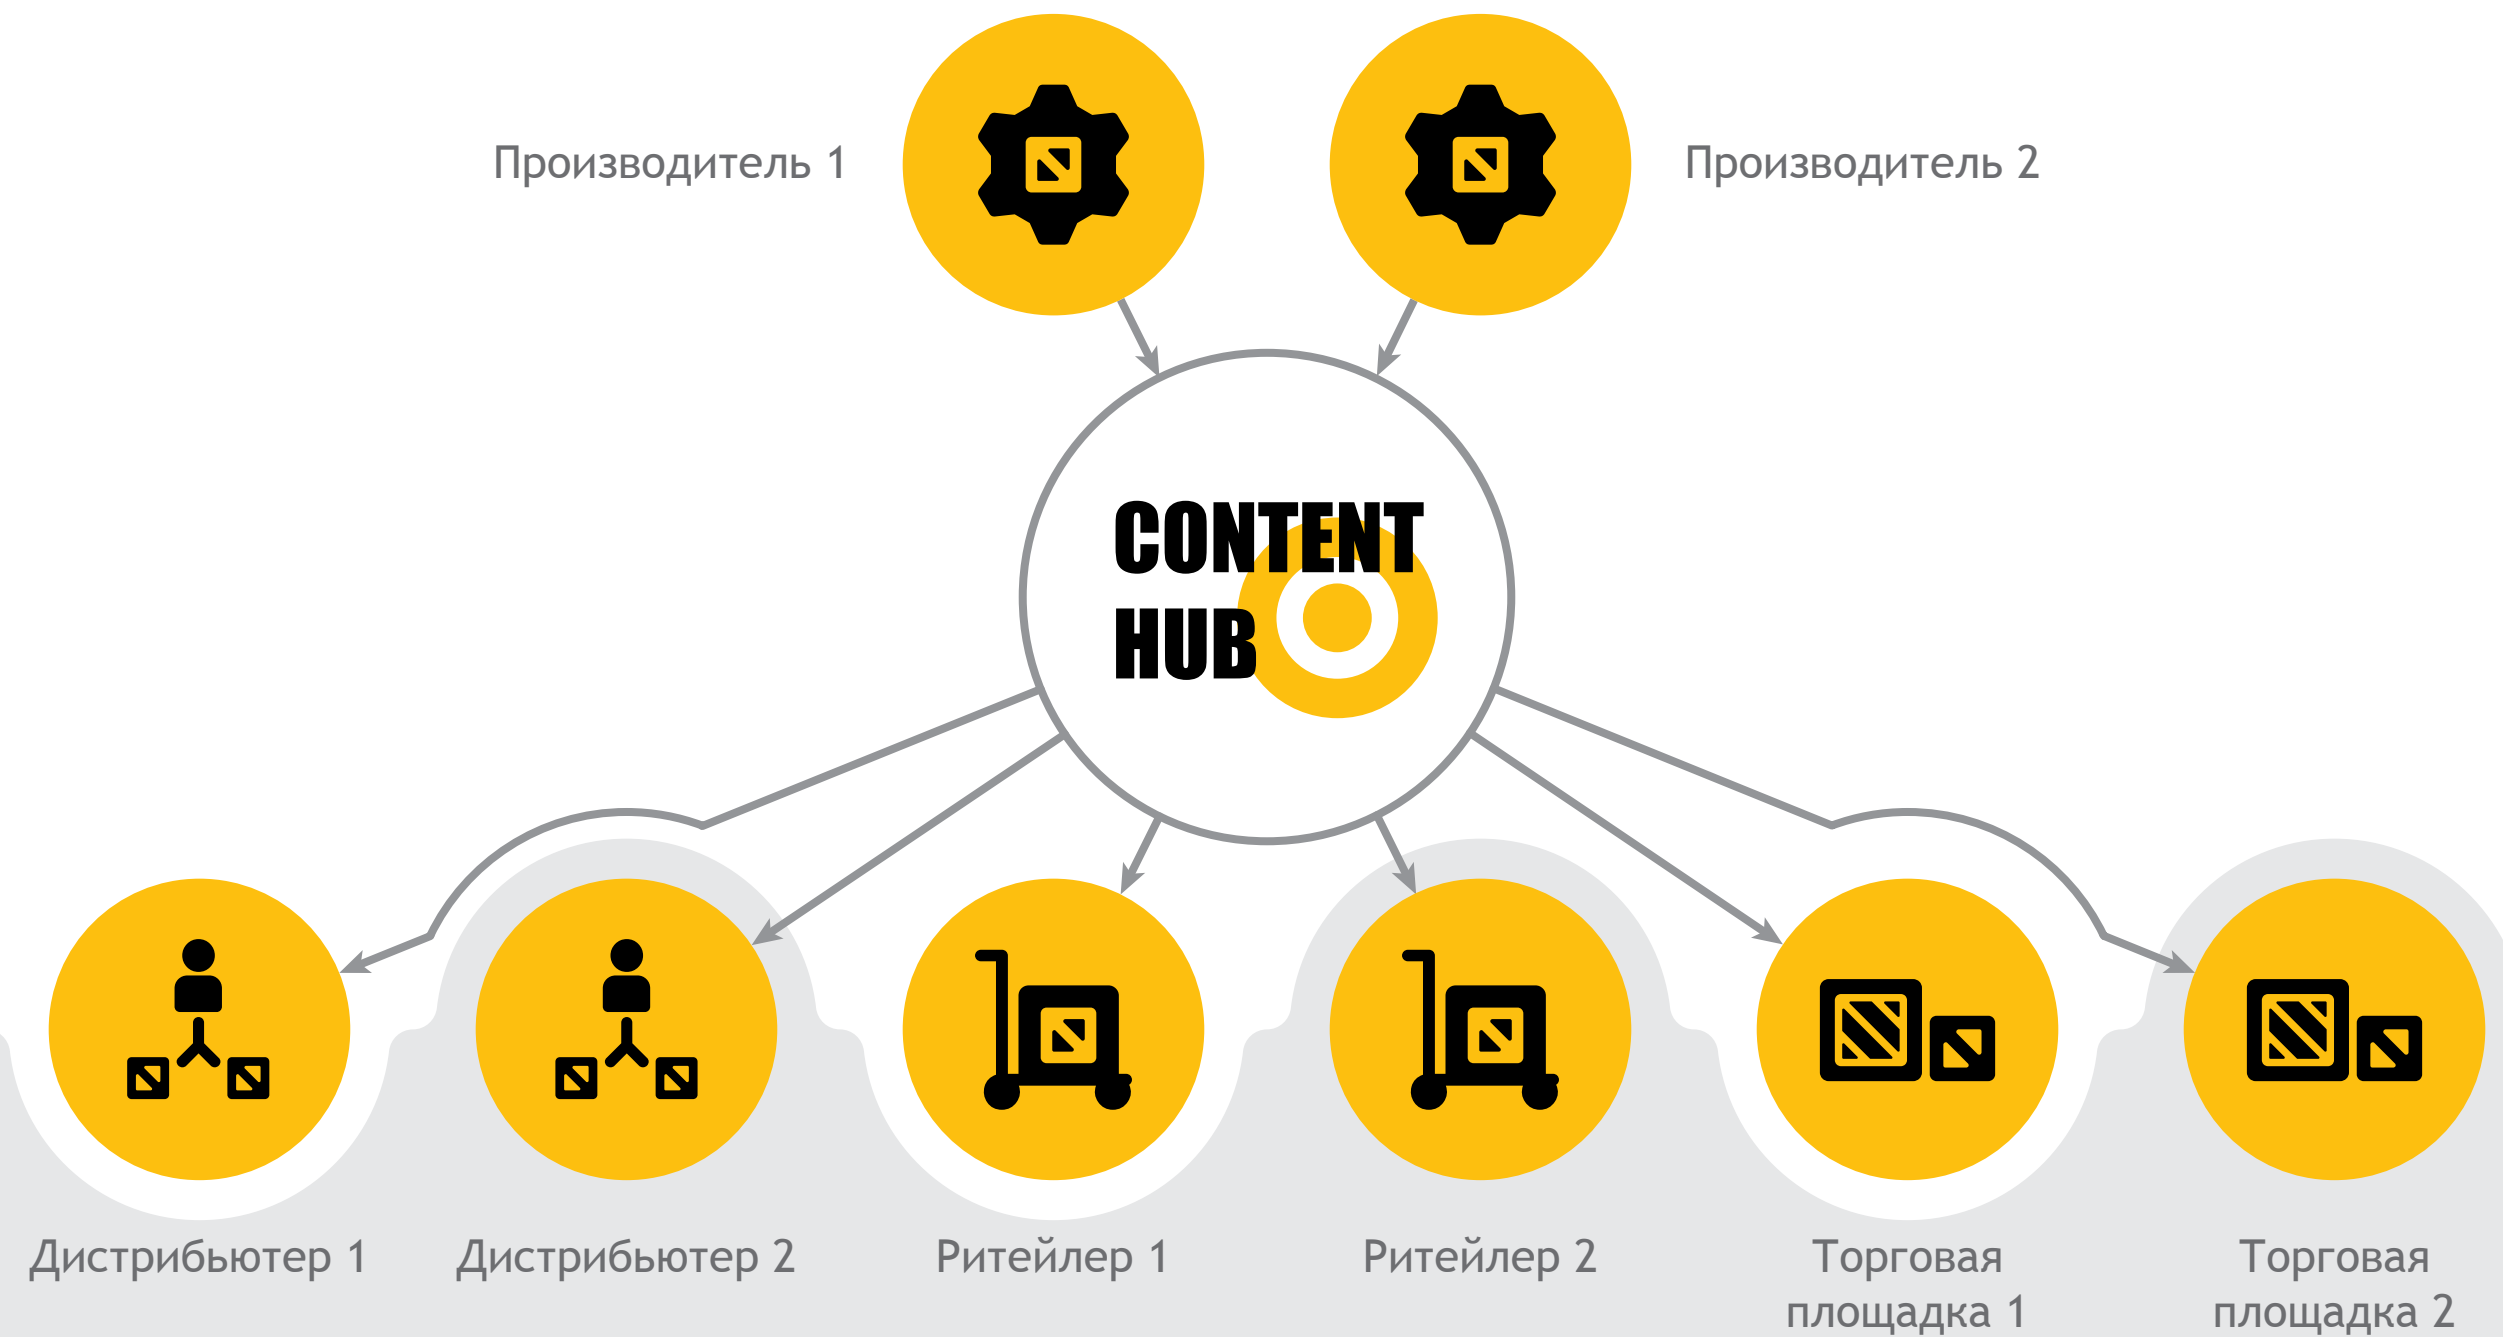 Производитель 1
Производитель 2
CONTENT
HUB
Дистрибьютер 1
Дистрибьютер 2
Ритейлер 1
Ритейлер 2
Торговая
площадка 1
Торговая
площадка 2